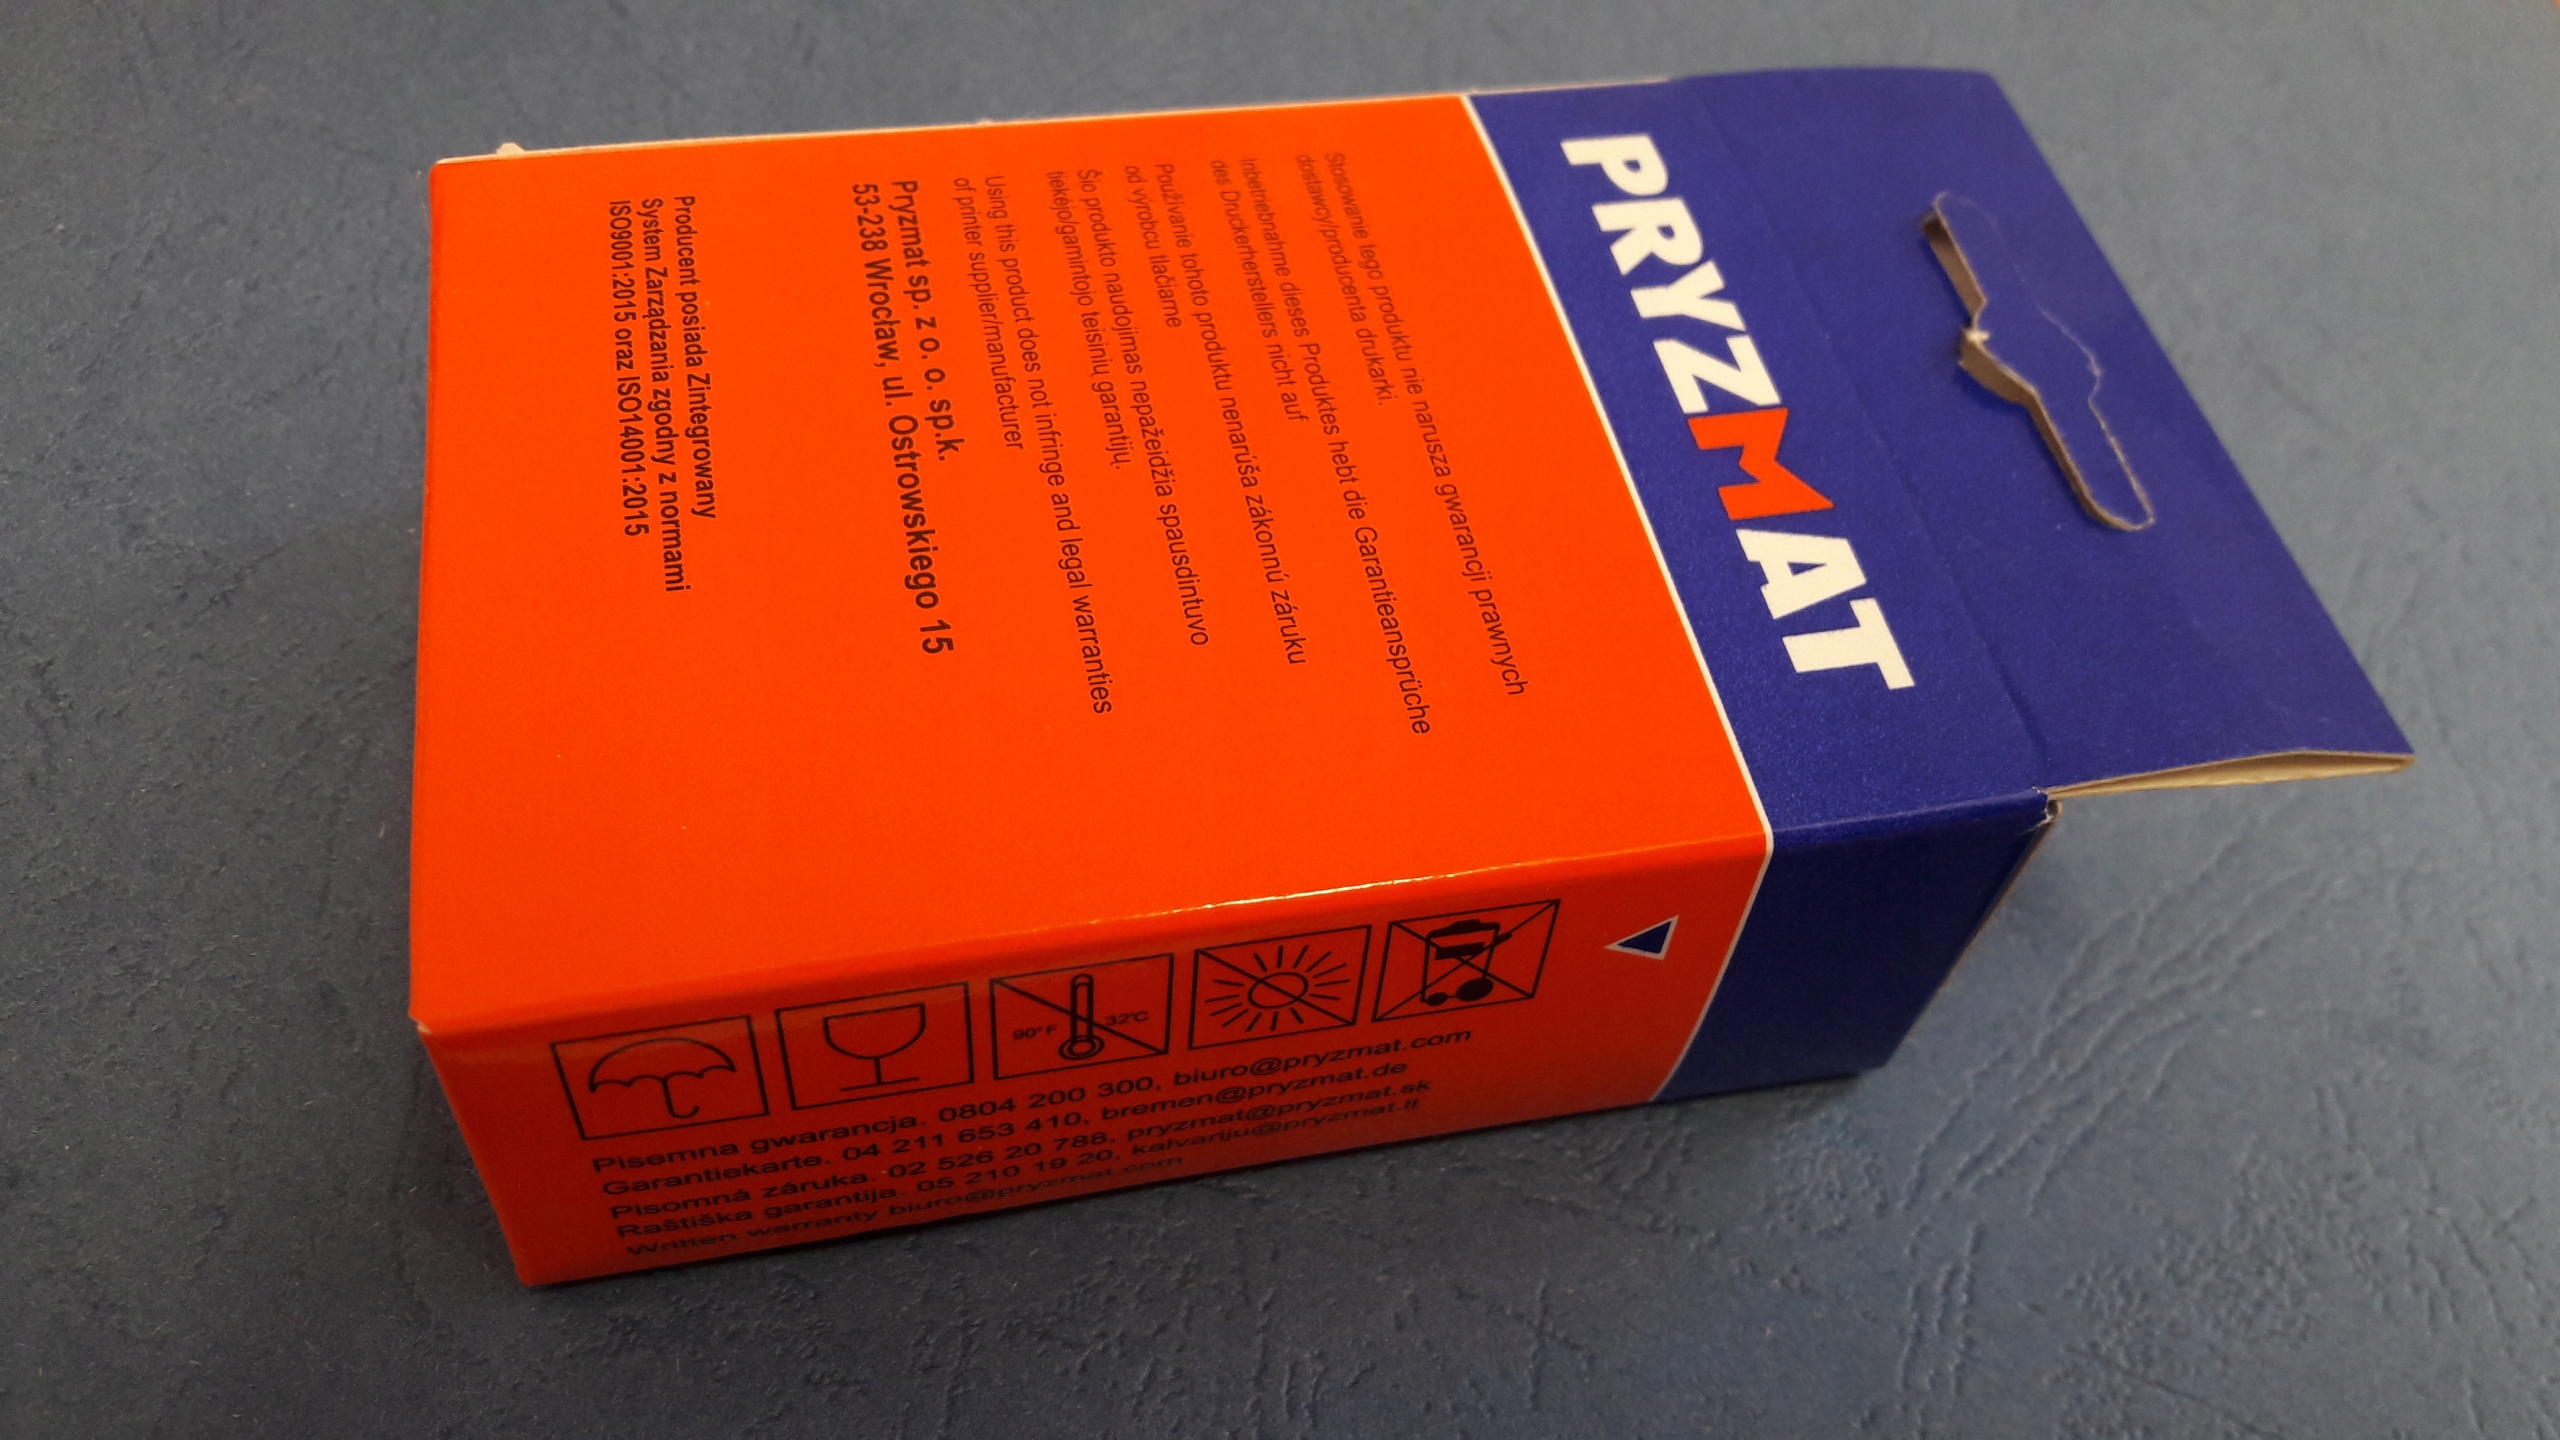 PRYZMAT
Stosowanie tego produktu nie narusza gwarancji prawnych
dostawcy/producenta drukarki.
Inbetriebnahme dieses Produktes hebt die Garantieansprüche
des Druckerherstellers nicht auf
Používanie tohoto produktu nenarúša zákonnú záruku
od výrobcu tlačiarne
Šio produkto naudojimas nepažeidžia spausdintuvo
tiekėjo/gamintojo teisinių garantijų.
Using this product does not infringe and legal warranties
of printer supplier/manufacturer
Pryzmat sp. z o. o. sp.k.
53-238 Wrocław, ul. Ostrowskiego 15
Producent posiada Zintegrowany
System Zarządzania zgodny z normami
ISO9001:2015 oraz ISO14001:2015
90°F 32°C
Pisemna gwarancja. 0804 200 300, biuro@pryzmat.com
Garantiekarte. 04 211 653 410, bremen@pryzmat.de
Pisomná záruka. 02 526 20 788, pryzmat@pryzmat.sk
Raštiška garantija. 05 210 19 20, kalvariju@pryzmat.lt
Written warranty biuro@pryzmat.com